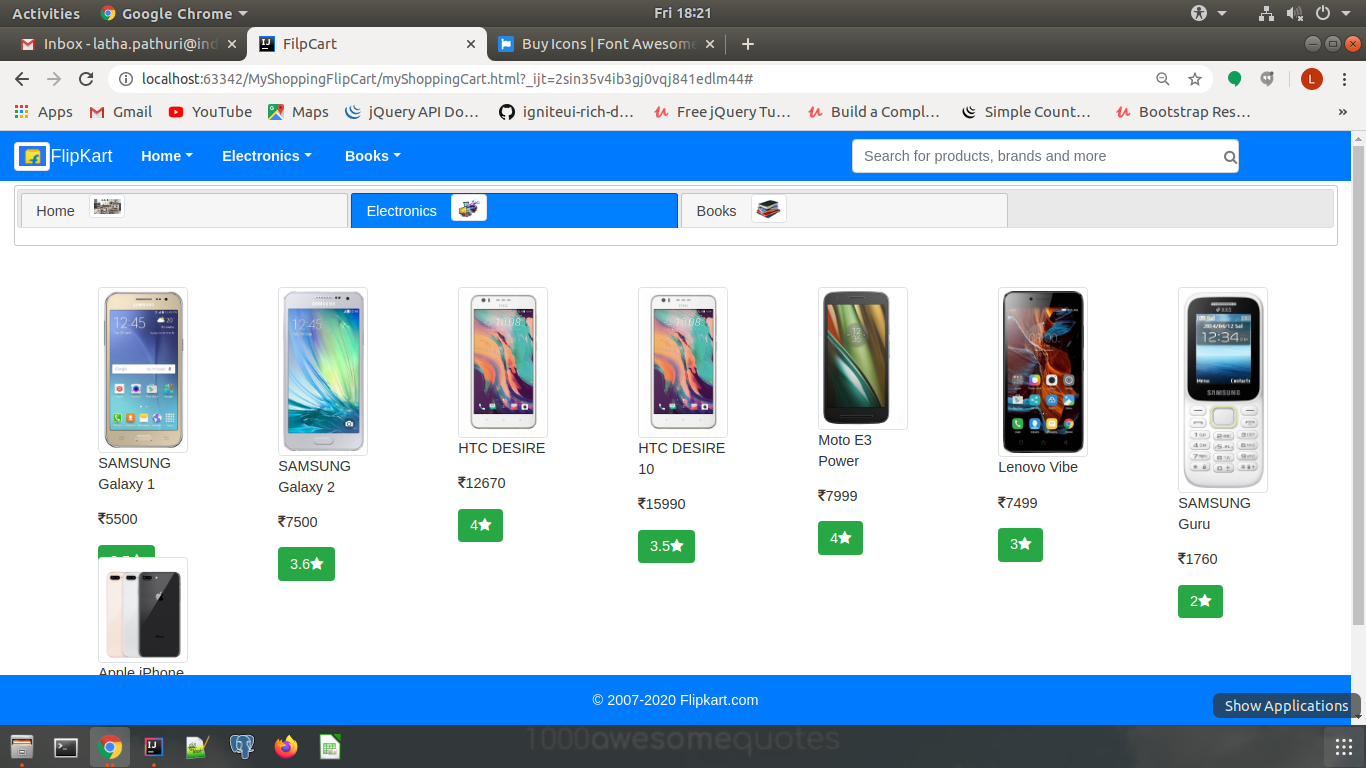 Activities
Google Chrome
Fri 18:21
Inbox - latha.pathuri@ind
FilpCart
Buy Icons | Font Awesome
localhost:63342/MyShoppingFlipCart/myShoppingCart.html?_ijt=2sin35v4ib3gj0vqj841edlm44#
L
Apps
Gmail
YouTube
Maps
jQuery API Do…
igniteui-rich-d…
Free jQuery Tu…
Build a Compl…
Simple Count…
Bootstrap Res…
»
FlipKart
Home
Electronics
Books
Search for products, brands and more
Home
Electronics
Books
SAMSUNG
Galaxy 1
₹5500
SAMSUNG
Galaxy 2
₹7500
3.6★
HTC DESIRE
₹12670
4★
HTC DESIRE
10
₹15990
3.5★
Moto E3
Power
₹7999
4★
Lenovo Vibe
₹7499
3★
SAMSUNG
Guru
₹1760
2★
Apple iPhone
© 2007-2020 Flipkart.com
Show Applications
1000awesomequotes